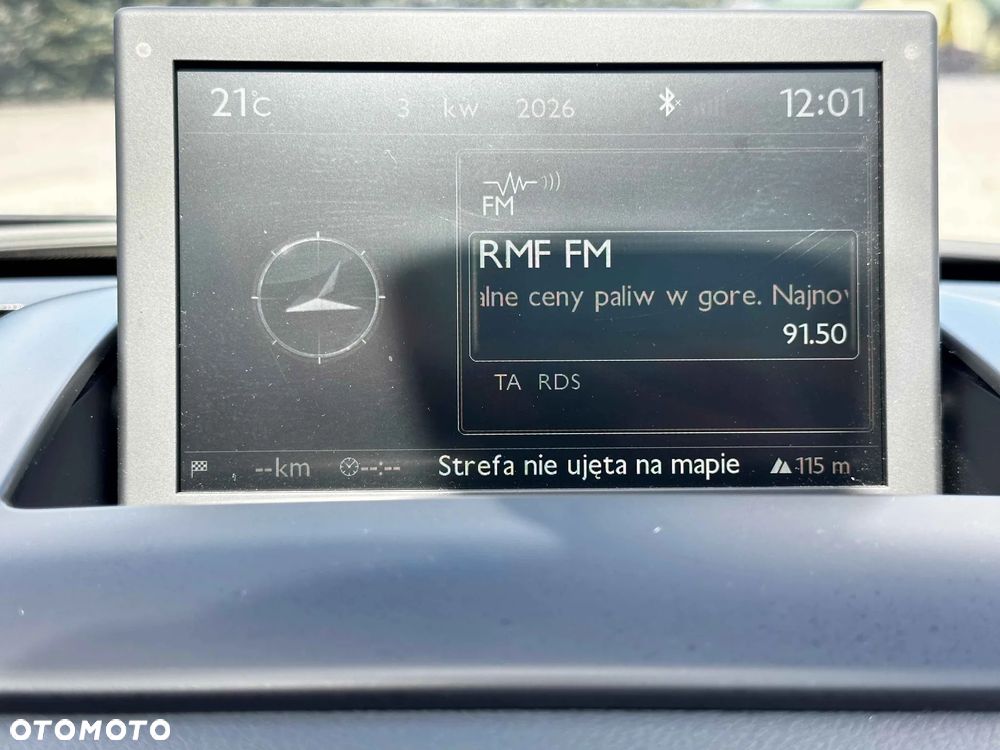 21°C 3 kw 2026 12:01
FM
RMF FM
alne ceny paliw w gore. Najnov
91.50
TA RDS
--km --:-- Strefa nie ujęta na mapie 115 m
OTOMOTO